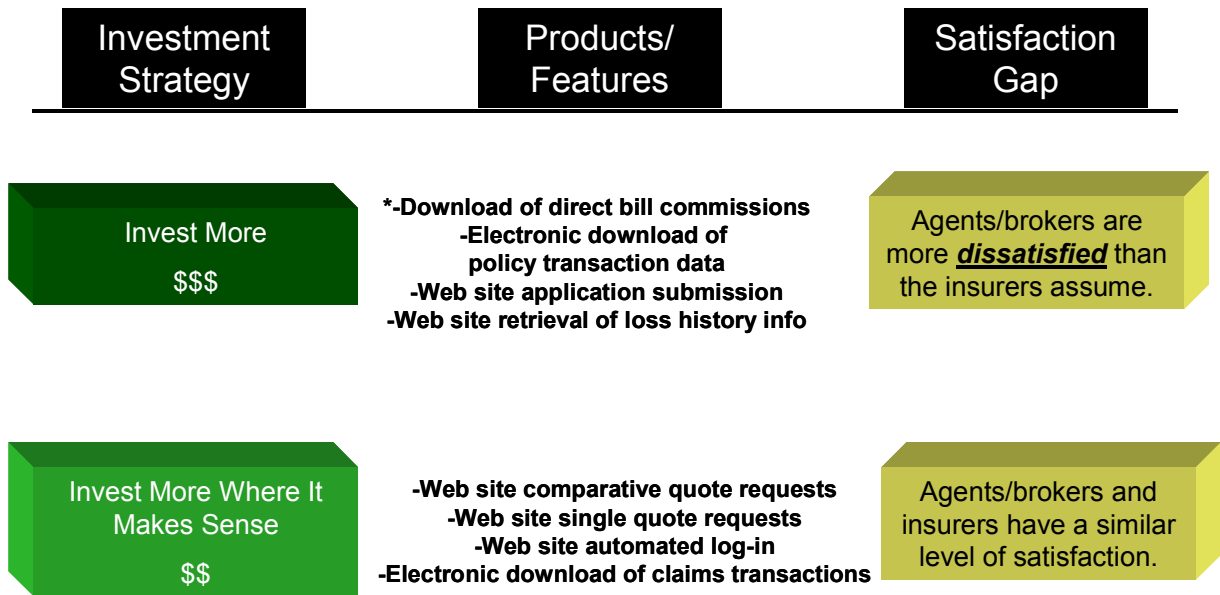 Investment
Strategy
Products/
Features
Satisfaction
Gap
Invest More
$$$
*-Download of direct bill commissions
-Electronic download of
policy transaction data
-Web site application submission
-Web site retrieval of loss history info
Agents/brokers are
more dissatisfied than
the insurers assume.
Invest More Where It
Makes Sense
$$
-Web site comparative quote requests
-Web site single quote requests
-Web site automated log-in
-Electronic download of claims transactions
Agents/brokers and
insurers have a similar
level of satisfaction.